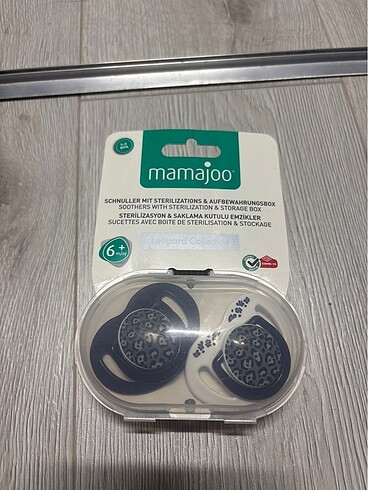 mamajoo
SCHNULLER MIT STERILIZATIONS & AUFBEWAHRUNGSBOX
SOOTHERS WITH STERILIZATION & STORAGE BOX
STERİLİZASYON & SAKLAMA KUTULU EMZİKLER
SUCETTES AVEC BOITE DE STERILISATION & STOCKAGE
Leopard
6+
m/ay